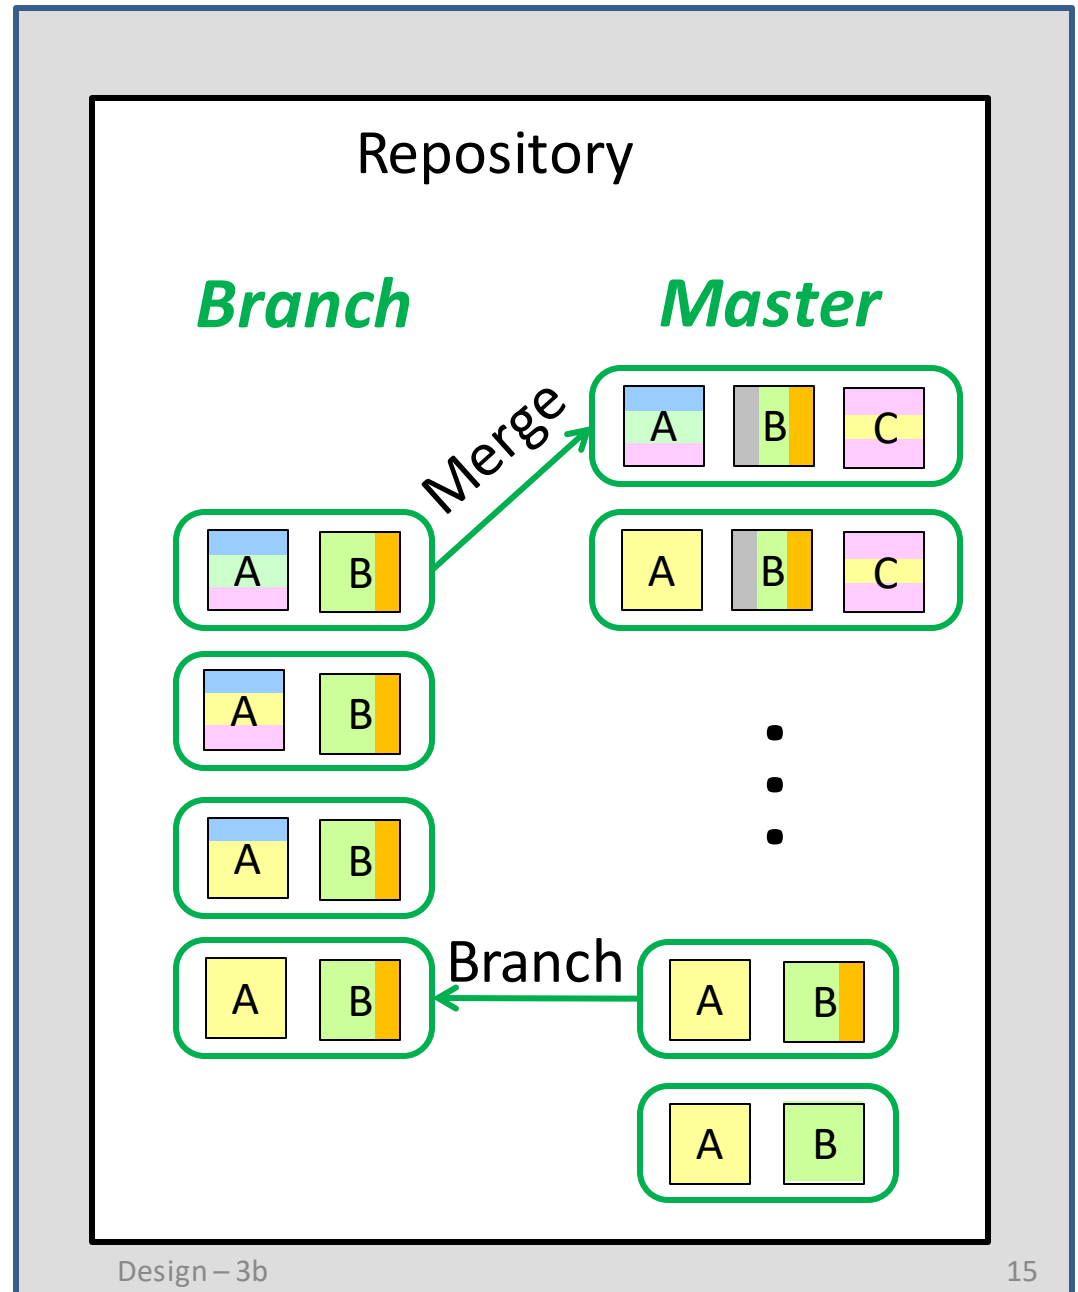 Repository
Branch Master
Merge
A B C
A B
A B C
A B
A B
Branch
A B
A B
A B
Design – 3b 15